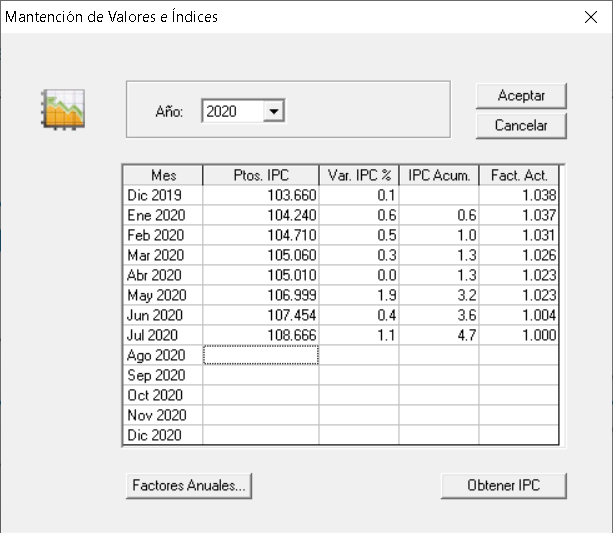 Mantención de Valores e Índices
Año: 2020
Aceptar
Cancelar
Mes Ptos. IPC Var. IPC % IPC Acum. Fact. Act.
Dic 2019 103.660 0.1 1.038
Ene 2020 104.240 0.6 0.6 1.037
Feb 2020 104.710 0.5 1.0 1.031
Mar 2020 105.060 0.3 1.3 1.026
Abr 2020 105.010 0.0 1.3 1.023
May 2020 106.999 1.9 3.2 1.023
Jun 2020 107.454 0.4 3.6 1.004
Jul 2020 108.666 1.1 4.7 1.000
Ago 2020
Sep 2020
Oct 2020
Nov 2020
Dic 2020
Factores Anuales...
Obtener IPC